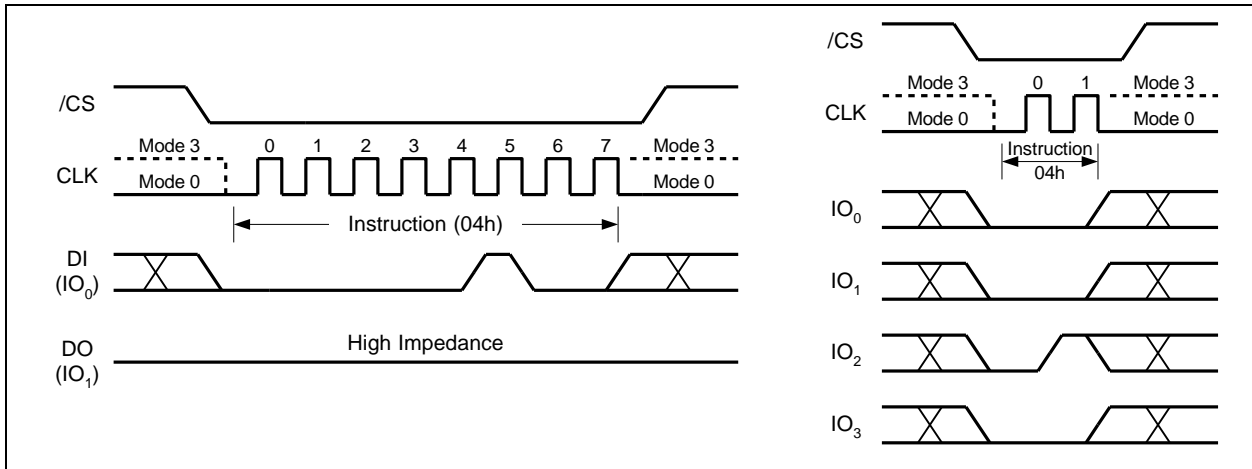 /CS
Mode 3
0 1 2 3 4 5 6 7
Mode 3
CLK
Mode 0
Mode 0
Instruction (04h)
DI
(IO0)
High Impedance
DO
(IO1)
/CS
Mode 3
0 1
Mode 3
CLK
Mode 0
Mode 0
Instruction
04h
IO0
IO1
IO2
IO3